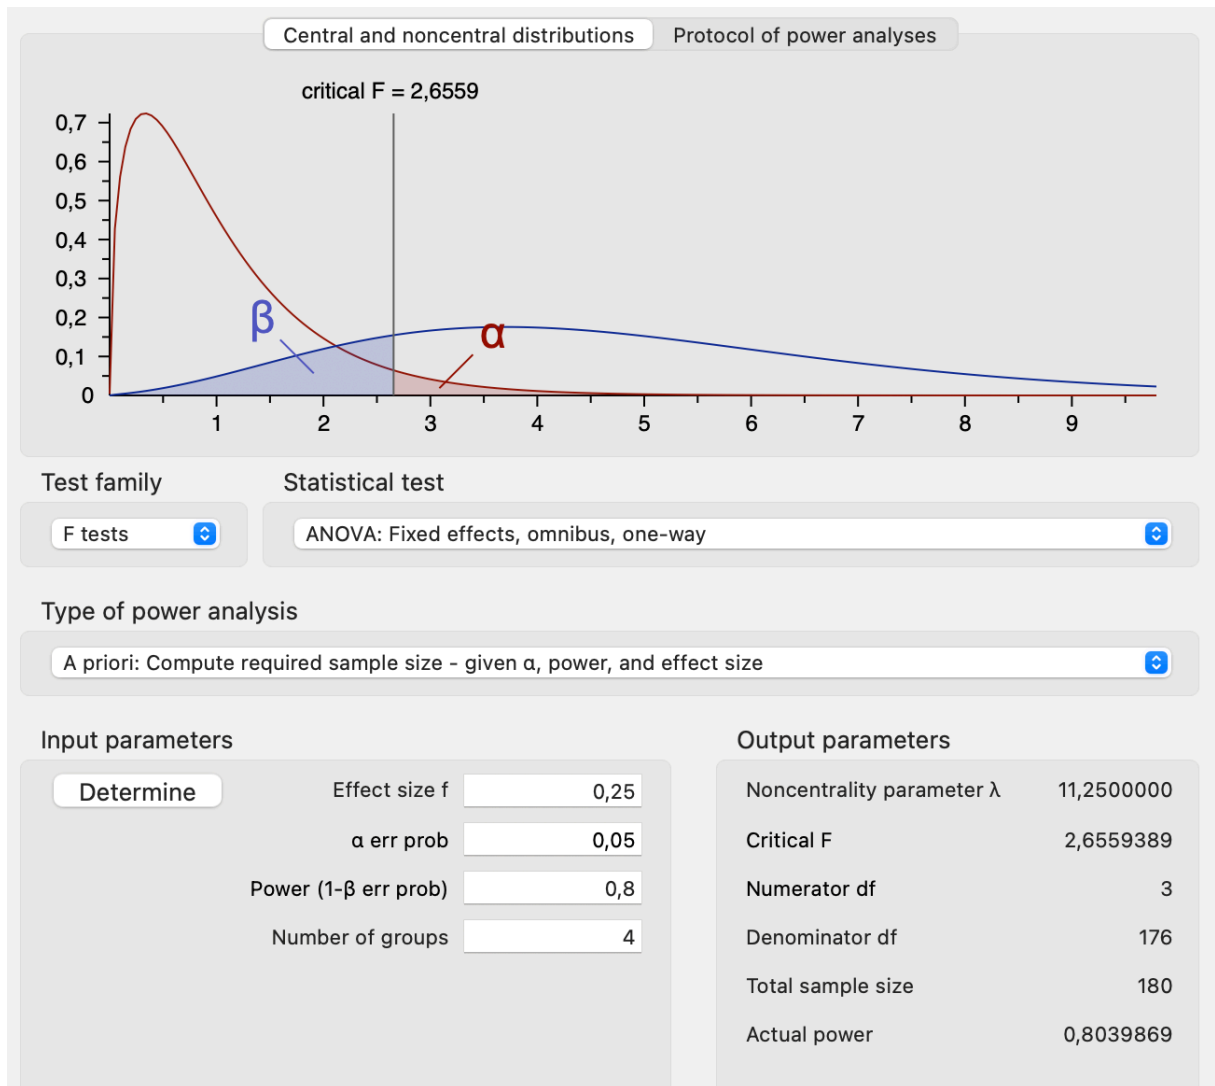 Central and noncentral distributions Protocol of power analyses
critical F = 2,6559
0,7
0,6
0,5
0,4
0,3
0,2
0,1
0
β
α
1 2 3 4 5 6 7 8 9
Test family Statistical test
F tests ANOVA: Fixed effects, omnibus, one-way
Type of power analysis
A priori: Compute required sample size - given α, power, and effect size
Input parameters Output parameters
Determine Effect size f 0,25 Noncentrality parameter λ 11,2500000
α err prob 0,05 Critical F 2,6559389
Power (1-β err prob) 0,8 Numerator df 3
Number of groups 4 Denominator df 176
Total sample size 180
Actual power 0,8039869